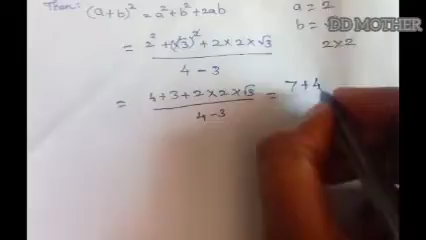 Then: (a+b)² = a²+b²+2ab
a = 2
b =
DD MOTHER
2×2
= 2²+(√3)²+2×2×√3
4-3
= 4+3+2×2×√3 = 7+4
4-3